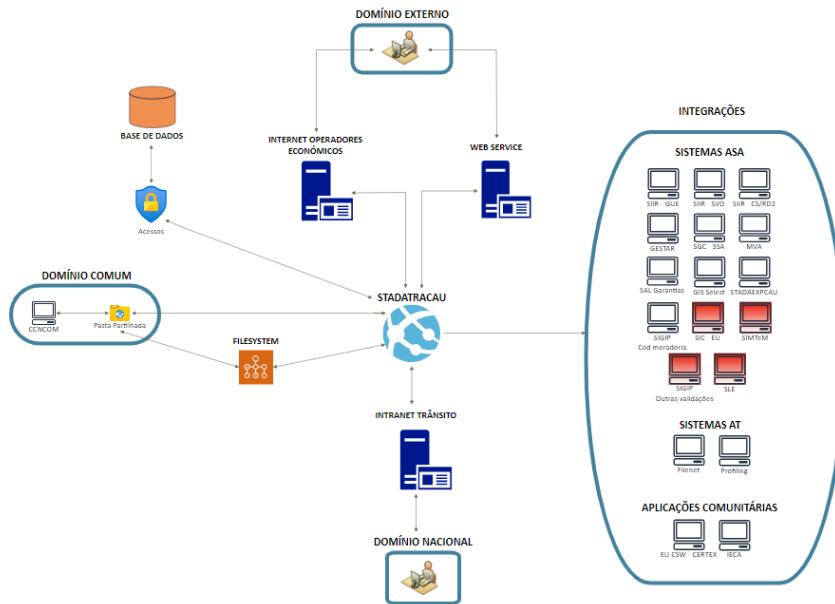 DOMÍNIO EXTERNO
BASE DE DADOS
INTERNET OPERADORES
ECONÓMICOS
WEB SERVICE
Acessos
DOMÍNIO COMUM
CCNCOM
Pasta Partilhada
FILESYSTEM
STADATRACAU
INTRANET TRÂNSITO
DOMÍNIO NACIONAL
INTEGRAÇÕES
SISTEMAS ASA
SIIR GUE
SIIR SVO
SIIR CS/RD2
GESTAR
SGC SSA
MVA
SAL Garantias
GIS Selest
STADAEXPCAU
SIGIP
Cod meradoria
SIC EU
SIMTeM
SIGIP
Outras validações
SLE
SISTEMAS AT
Filenet
Profiling
APLICAÇÕES COMUNITÁRIAS
EU CSW CERTEX
IECA